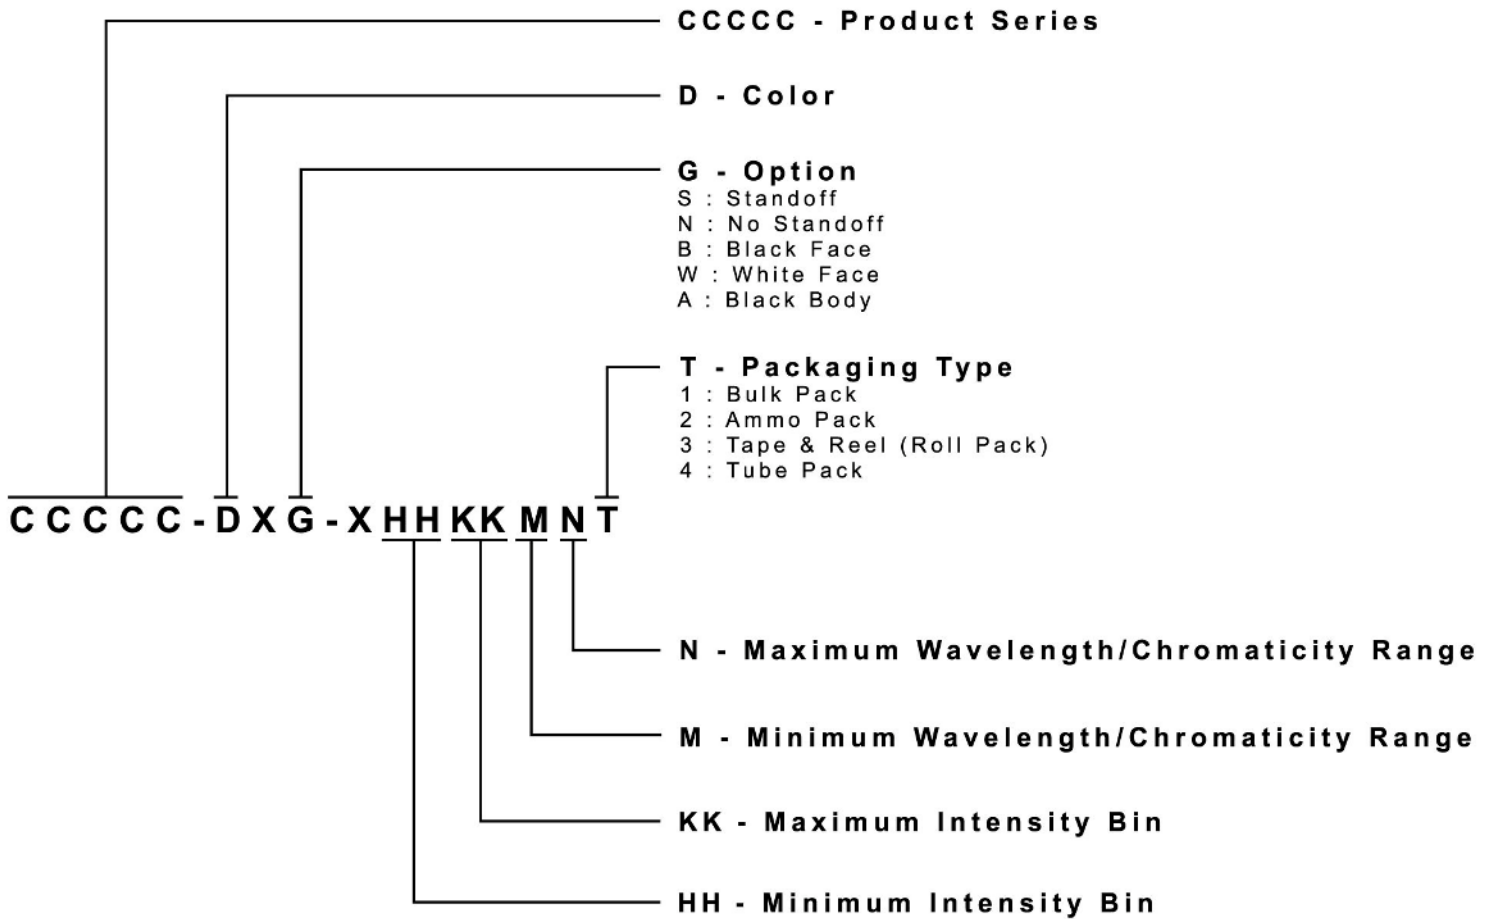 CCCCC - Product Series
D - Color
G - Option
S : Standoff
N : No Standoff
B : Black Face
W : White Face
A : Black Body
T - Packaging Type
1 : Bulk Pack
2 : Ammo Pack
3 : Tape & Reel (Roll Pack)
4 : Tube Pack
CCCCC-DXG-XHHKKMNT
N - Maximum Wavelength/Chromaticity Range
M - Minimum Wavelength/Chromaticity Range
KK - Maximum Intensity Bin
HH - Minimum Intensity Bin